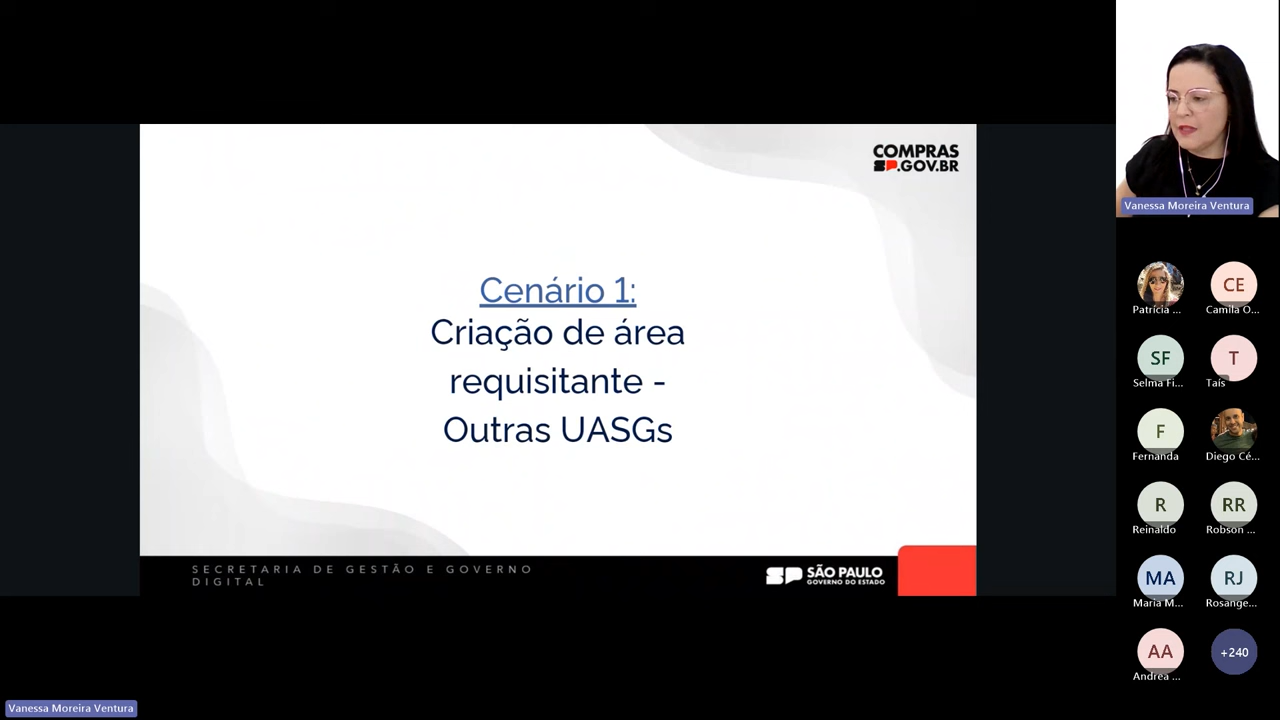 COMPRAS
SP.GOV.BR
Cenário 1:
Criação de área
requisitante -
Outras UASGs
SECRETARIA DE GESTÃO E GOVERNO
DIGITAL
SP SÃO PAULO
GOVERNO DO ESTADO
Vanessa Moreira Ventura
Patrícia ...
CE
Camila O...
SF
Selma Fi...
T
Taís
F
Fernanda
Diego Cé...
R
Reinaldo
RR
Robson ...
MA
Maria M...
RJ
Rosange...
AA
Andrea ...
+240
Vanessa Moreira Ventura